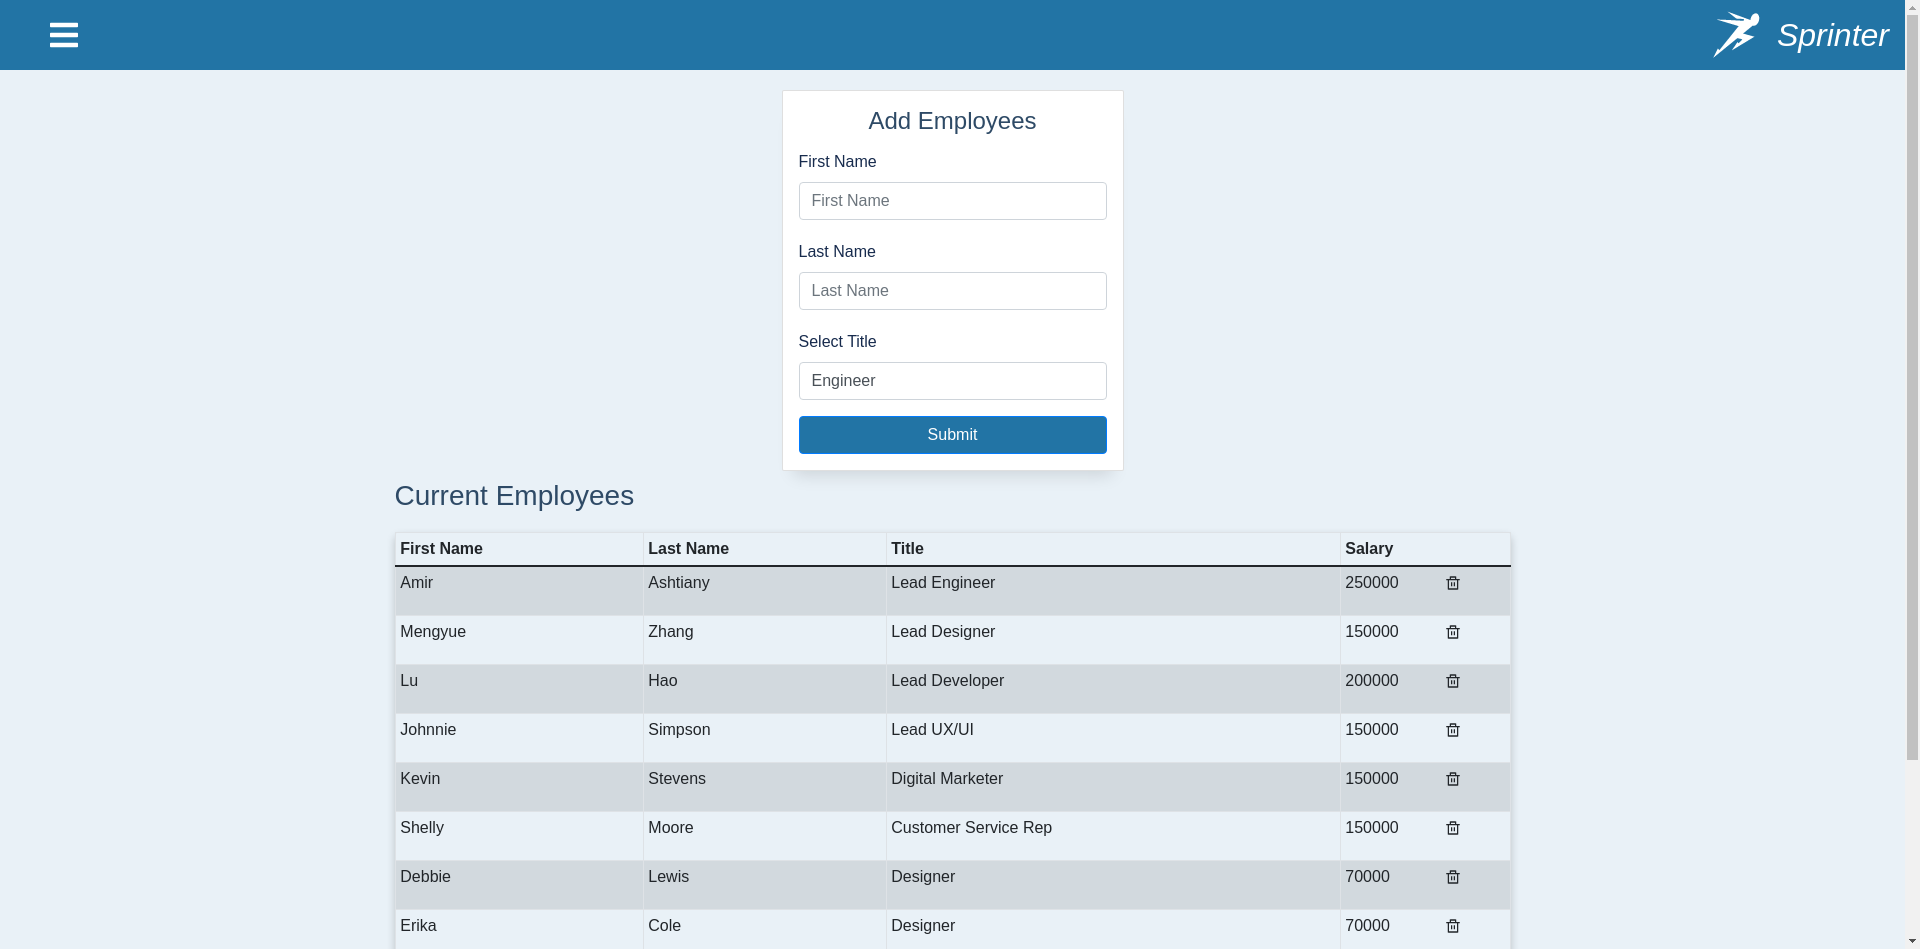 Sprinter
Add Employees
First Name
First Name
Last Name
Last Name
Select Title
Engineer
Submit
Current Employees
First Name Last Name Title Salary
Amir Ashtiany Lead Engineer 250000
Mengyue Zhang Lead Designer 150000
Lu Hao Lead Developer 200000
Johnnie Simpson Lead UX/UI 150000
Kevin Stevens Digital Marketer 150000
Shelly Moore Customer Service Rep 150000
Debbie Lewis Designer 70000
Erika Cole Designer 70000